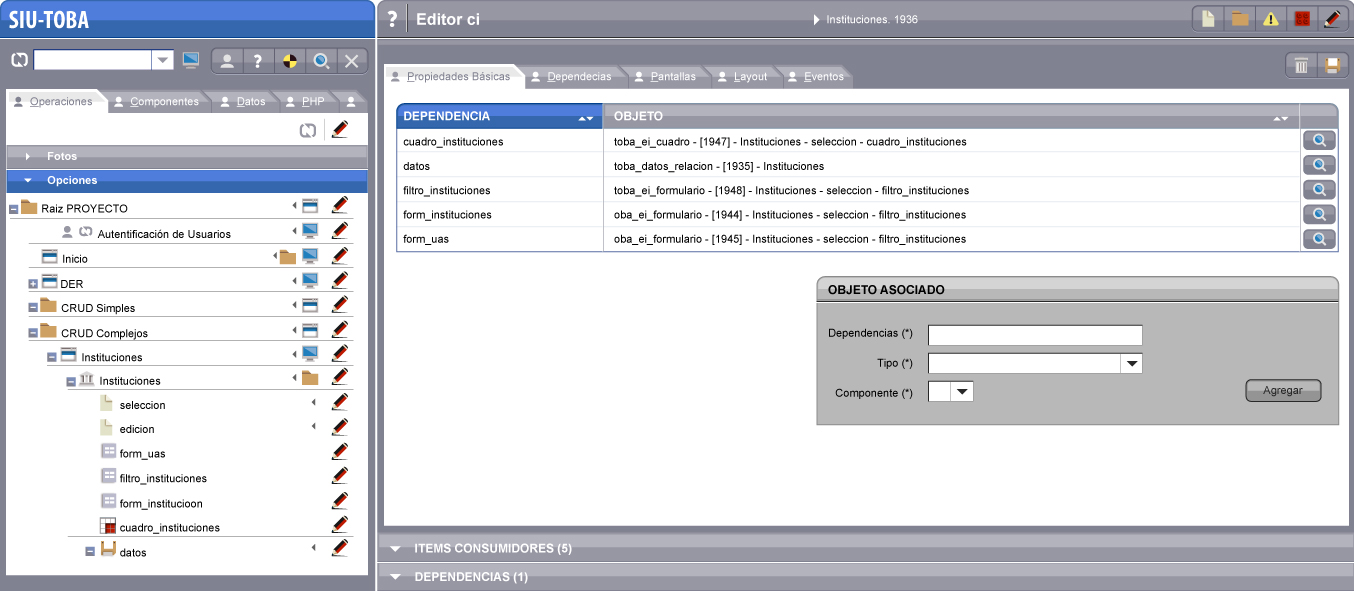 SIU-TOBA
?
Operaciones Componentes Datos PHP
Fotos
Opciones
Raiz PROYECTO
Autentificación de Usuarios
Inicio
DER
CRUD Simples
CRUD Complejos
Instituciones
Instituciones
seleccion
edicion
form_uas
filtro_instituciones
form_institucioon
cuadro_instituciones
datos
? Editor ci Instituciones. 1936
Propiedades Básicas Dependecias Pantallas Layout Eventos
DEPENDENCIA OBJETO
cuadro_instituciones toba_ei_cuadro - [1947] - Instituciones - seleccion - cuadro_instituciones
datos toba_datos_relacion - [1935] - Instituciones
filtro_instituciones toba_ei_formulario - [1948] - Instituciones - seleccion - filtro_instituciones
form_instituciones oba_ei_formulario - [1944] - Instituciones - seleccion - filtro_instituciones
form_uas oba_ei_formulario - [1945] - Instituciones - seleccion - filtro_instituciones
OBJETO ASOCIADO
Dependencias (*)
Tipo (*)
Componente (*)
Agregar
ITEMS CONSUMIDORES (5)
DEPENDENCIAS (1)